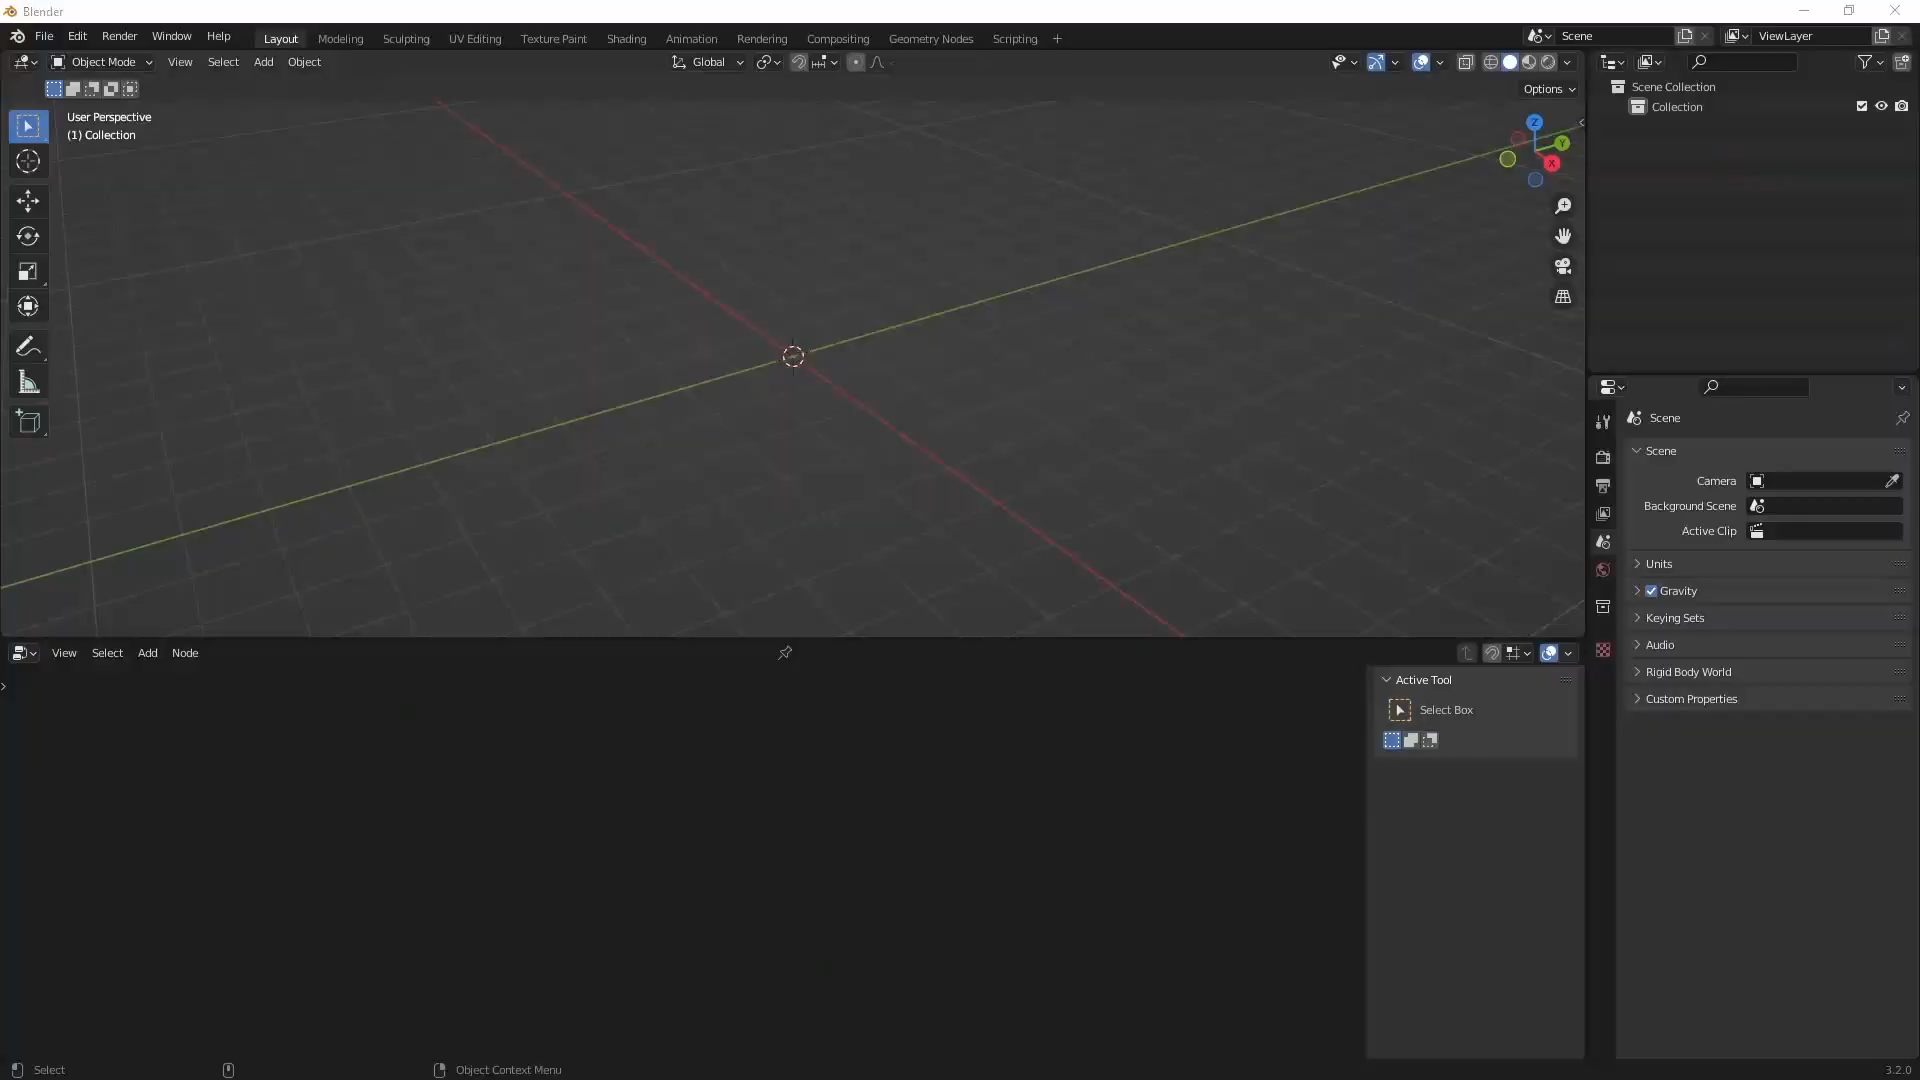 Blender
File Edit Render Window Help Layout Modeling Sculpting UV Editing Texture Paint Shading Animation Rendering Compositing Geometry Nodes Scripting + Scene ViewLayer
Object Mode View Select Add Object Global
Options
User Perspective
(1) Collection
Z
Y
X
Scene Collection
Collection
Scene
Scene
Camera
Background Scene
Active Clip
Units
Gravity
Keying Sets
Audio
Rigid Body World
Custom Properties
View Select Add Node
Active Tool
Select Box
Select Object Context Menu 3.2.0